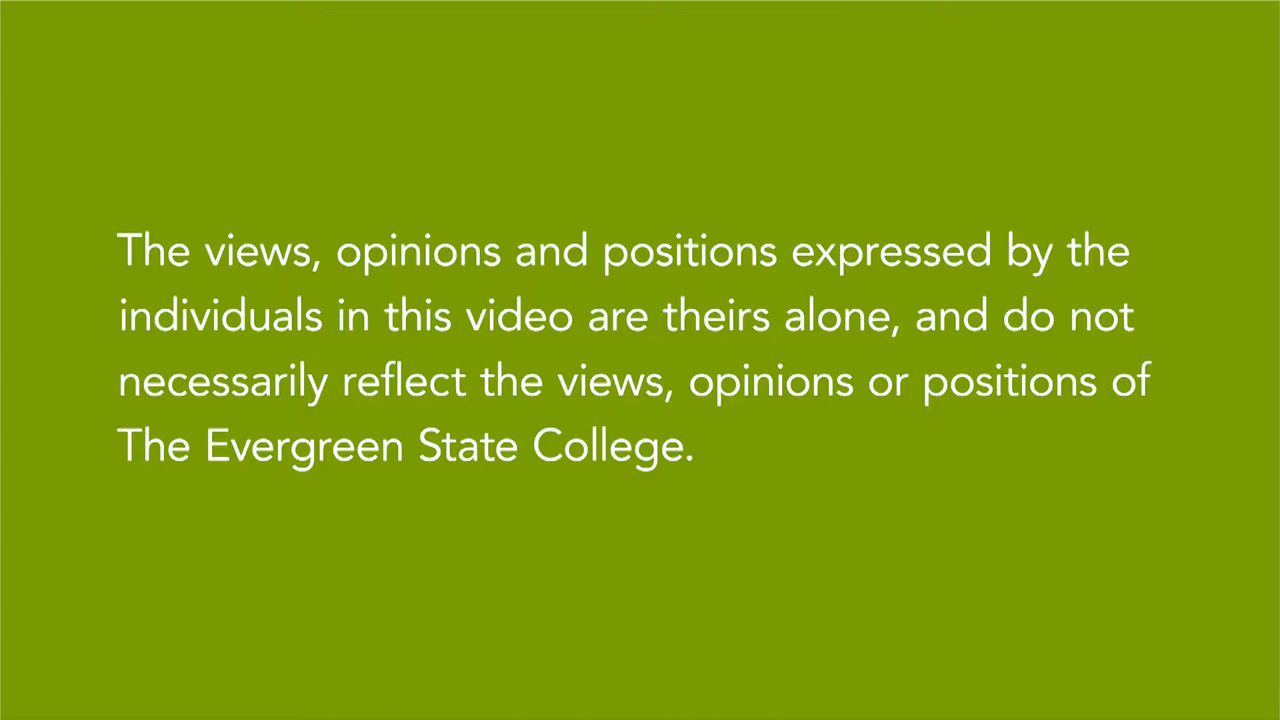 The views, opinions and positions expressed by the
individuals in this video are theirs alone, and do not
necessarily reflect the views, opinions or positions of
The Evergreen State College.